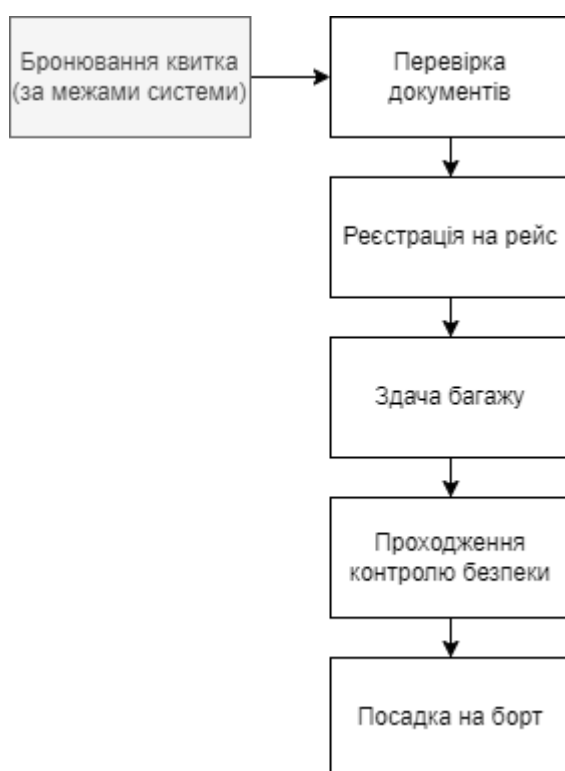 Бронювання квитка
(за межами системи)
Перевірка
документів
Реєстрація на рейс
Здача багажу
Проходження
контролю безпеки
Посадка на борт